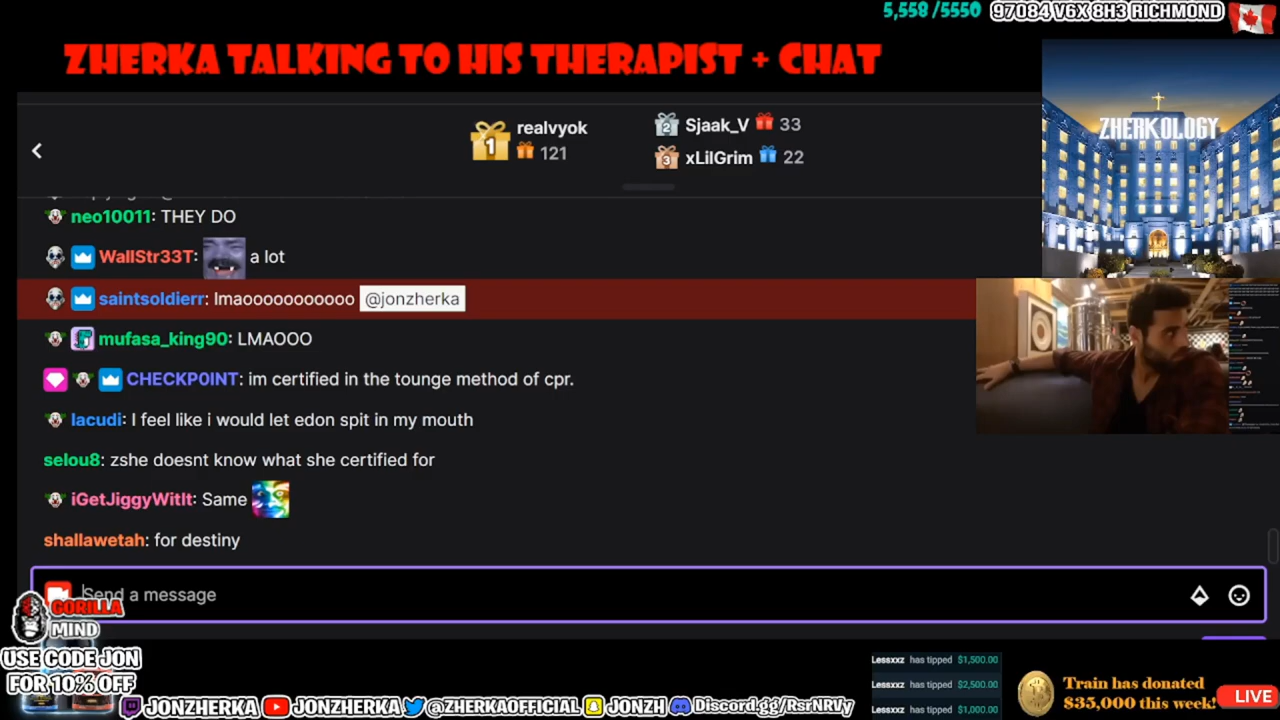 5,558 /5550
97084 V6X 8H3 RICHMOND
ZHERKA TALKING TO HIS THERAPIST + CHAT
ZHERKOLOGY
1 realvyok
121
2 Sjaak_V 33
3 xLilGrim 22
neo10011: THEY DO
WallStr33T: a lot
saintsoldierr: lmaooooooooooo @jonzherka
mufasa_king90: LMAOOO
CHECKP0INT: im certified in the tounge method of cpr.
lacudi: I feel like i would let edon spit in my mouth
selou8: zshe doesnt know what she certified for
iGetJiggyWitIt: Same
shallawetah: for destiny
Send a message
GORILLA
MIND
USE CODE JON
FOR 10% OFF
JONZHERKA JONZHERKA @ZHERKAOFFICIAL JONZH Discord.gg/RsrNRVy
Lessxxz has tipped $1,500.00
Lessxxz has tipped $2,500.00
Lessxxz has tipped $1,000.00
Train has donated
$35,000 this week!
LIVE